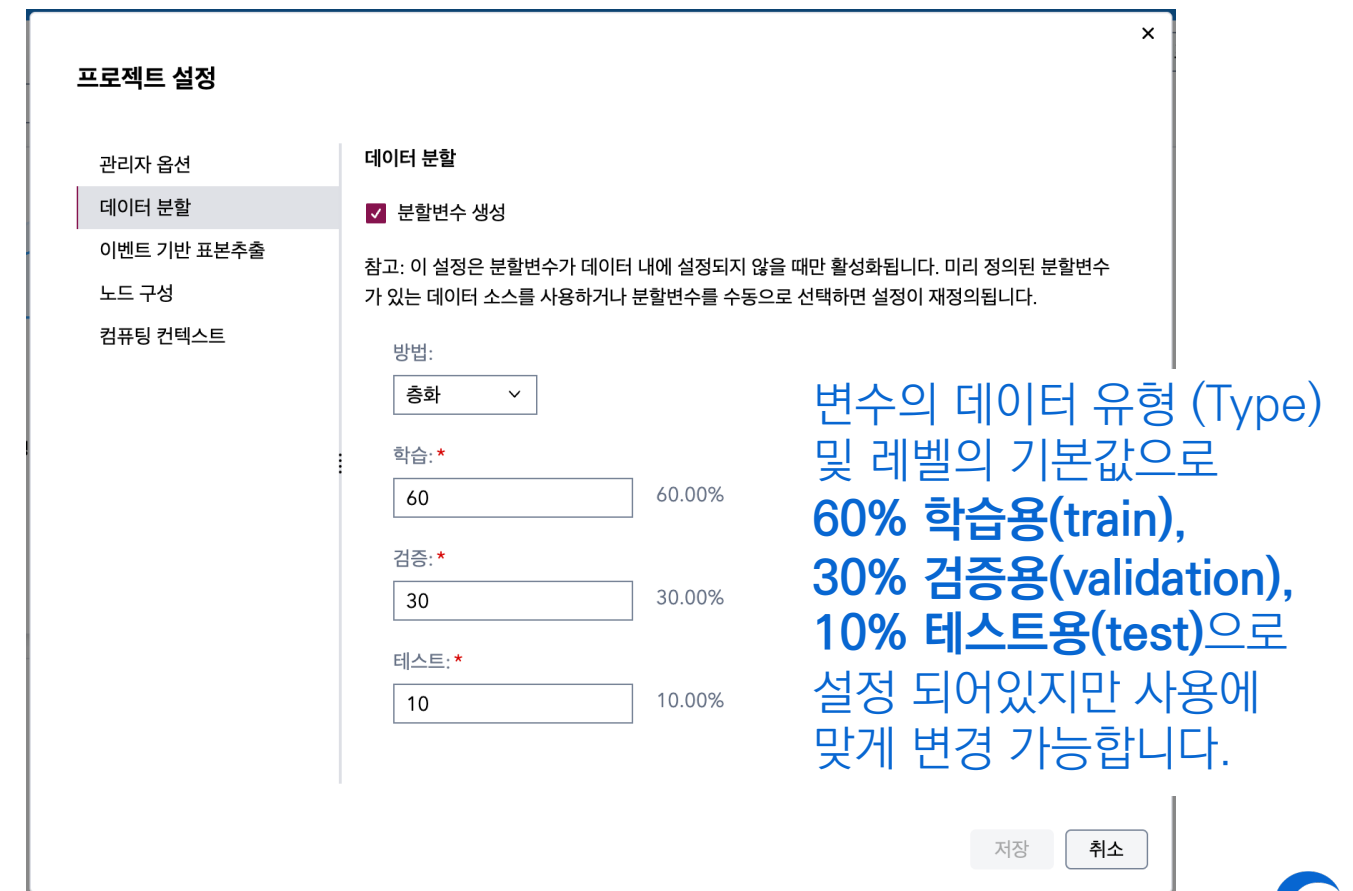 프로젝트 설정
관리자 옵션
데이터 분할
이벤트 기반 표본추출
노드 구성
컴퓨팅 컨텍스트
데이터 분할
분할변수 생성
참고: 이 설정은 분할변수가 데이터 내에 설정되지 않을 때만 활성화됩니다. 미리 정의된 분할변수
가 있는 데이터 소스를 사용하거나 분할변수를 수동으로 선택하면 설정이 재정의됩니다.
방법:
층화
학습:*
60 60.00%
검증:*
30 30.00%
테스트:*
10 10.00%
변수의 데이터 유형 (Type)
및 레벨의 기본값으로
60% 학습용(train),
30% 검증용(validation),
10% 테스트용(test)으로
설정 되어있지만 사용에
맞게 변경 가능합니다.
저장 취소